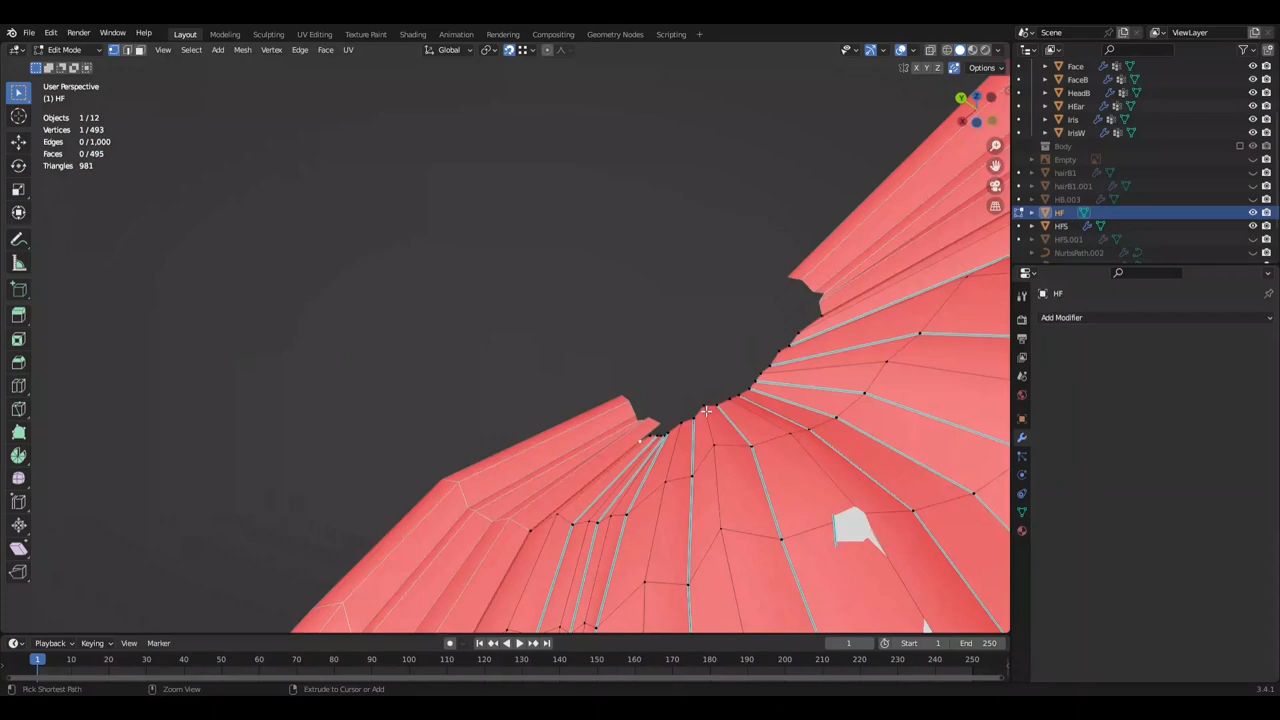 File Edit Render Window Help Layout Modeling Sculpting UV Editing Texture Paint Shading Animation Rendering Compositing Geometry Nodes Scripting Scene ViewLayer
Edit Mode View Select Add Mesh Vertex Edge Face UV Global
X Y Z Options
User Perspective
(1) HF
Objects 1 / 12
Vertices 1 / 493
Edges 0 / 1,000
Faces 0 / 495
Triangles 981
Y Z X
Face
FaceB
HeadB
HEar
Iris
IrisW
Body
Empty
hairB1
hairB1.001
HB.003
HF
HFS
HFS.001
NurbsPath.002
HF
Add Modifier
Playback Keying View Marker 1 Start 1 End 250
1 10 20 30 40 50 60 70 80 90 100 110 120 130 140 150 160 170 180 190 200 210 220 230 240 250
Pick Shortest Path Zoom View Extrude to Cursor or Add 3.4.1